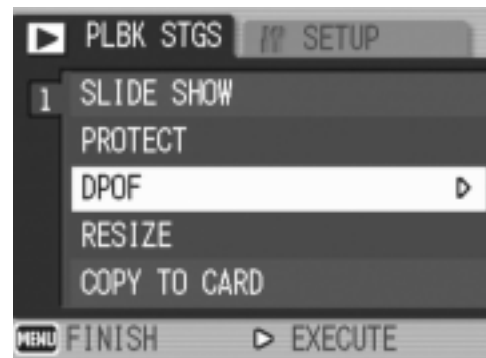 PLBK STGS SETUP
1 SLIDE SHOW
PROTECT
DPOF
RESIZE
COPY TO CARD
MENU FINISH EXECUTE